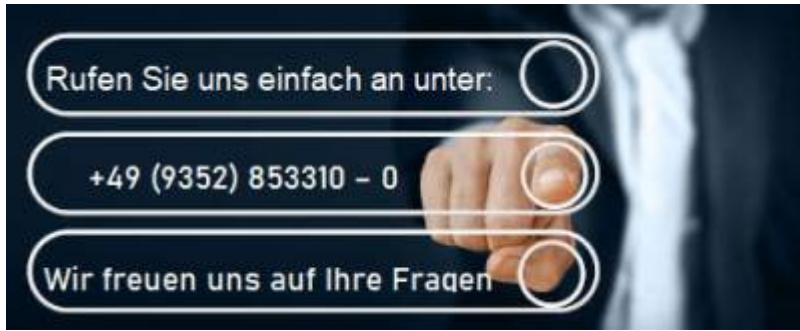 Rufen Sie uns einfach an unter:
+49 (9352) 853310 – 0
Wir freuen uns auf Ihre Fragen